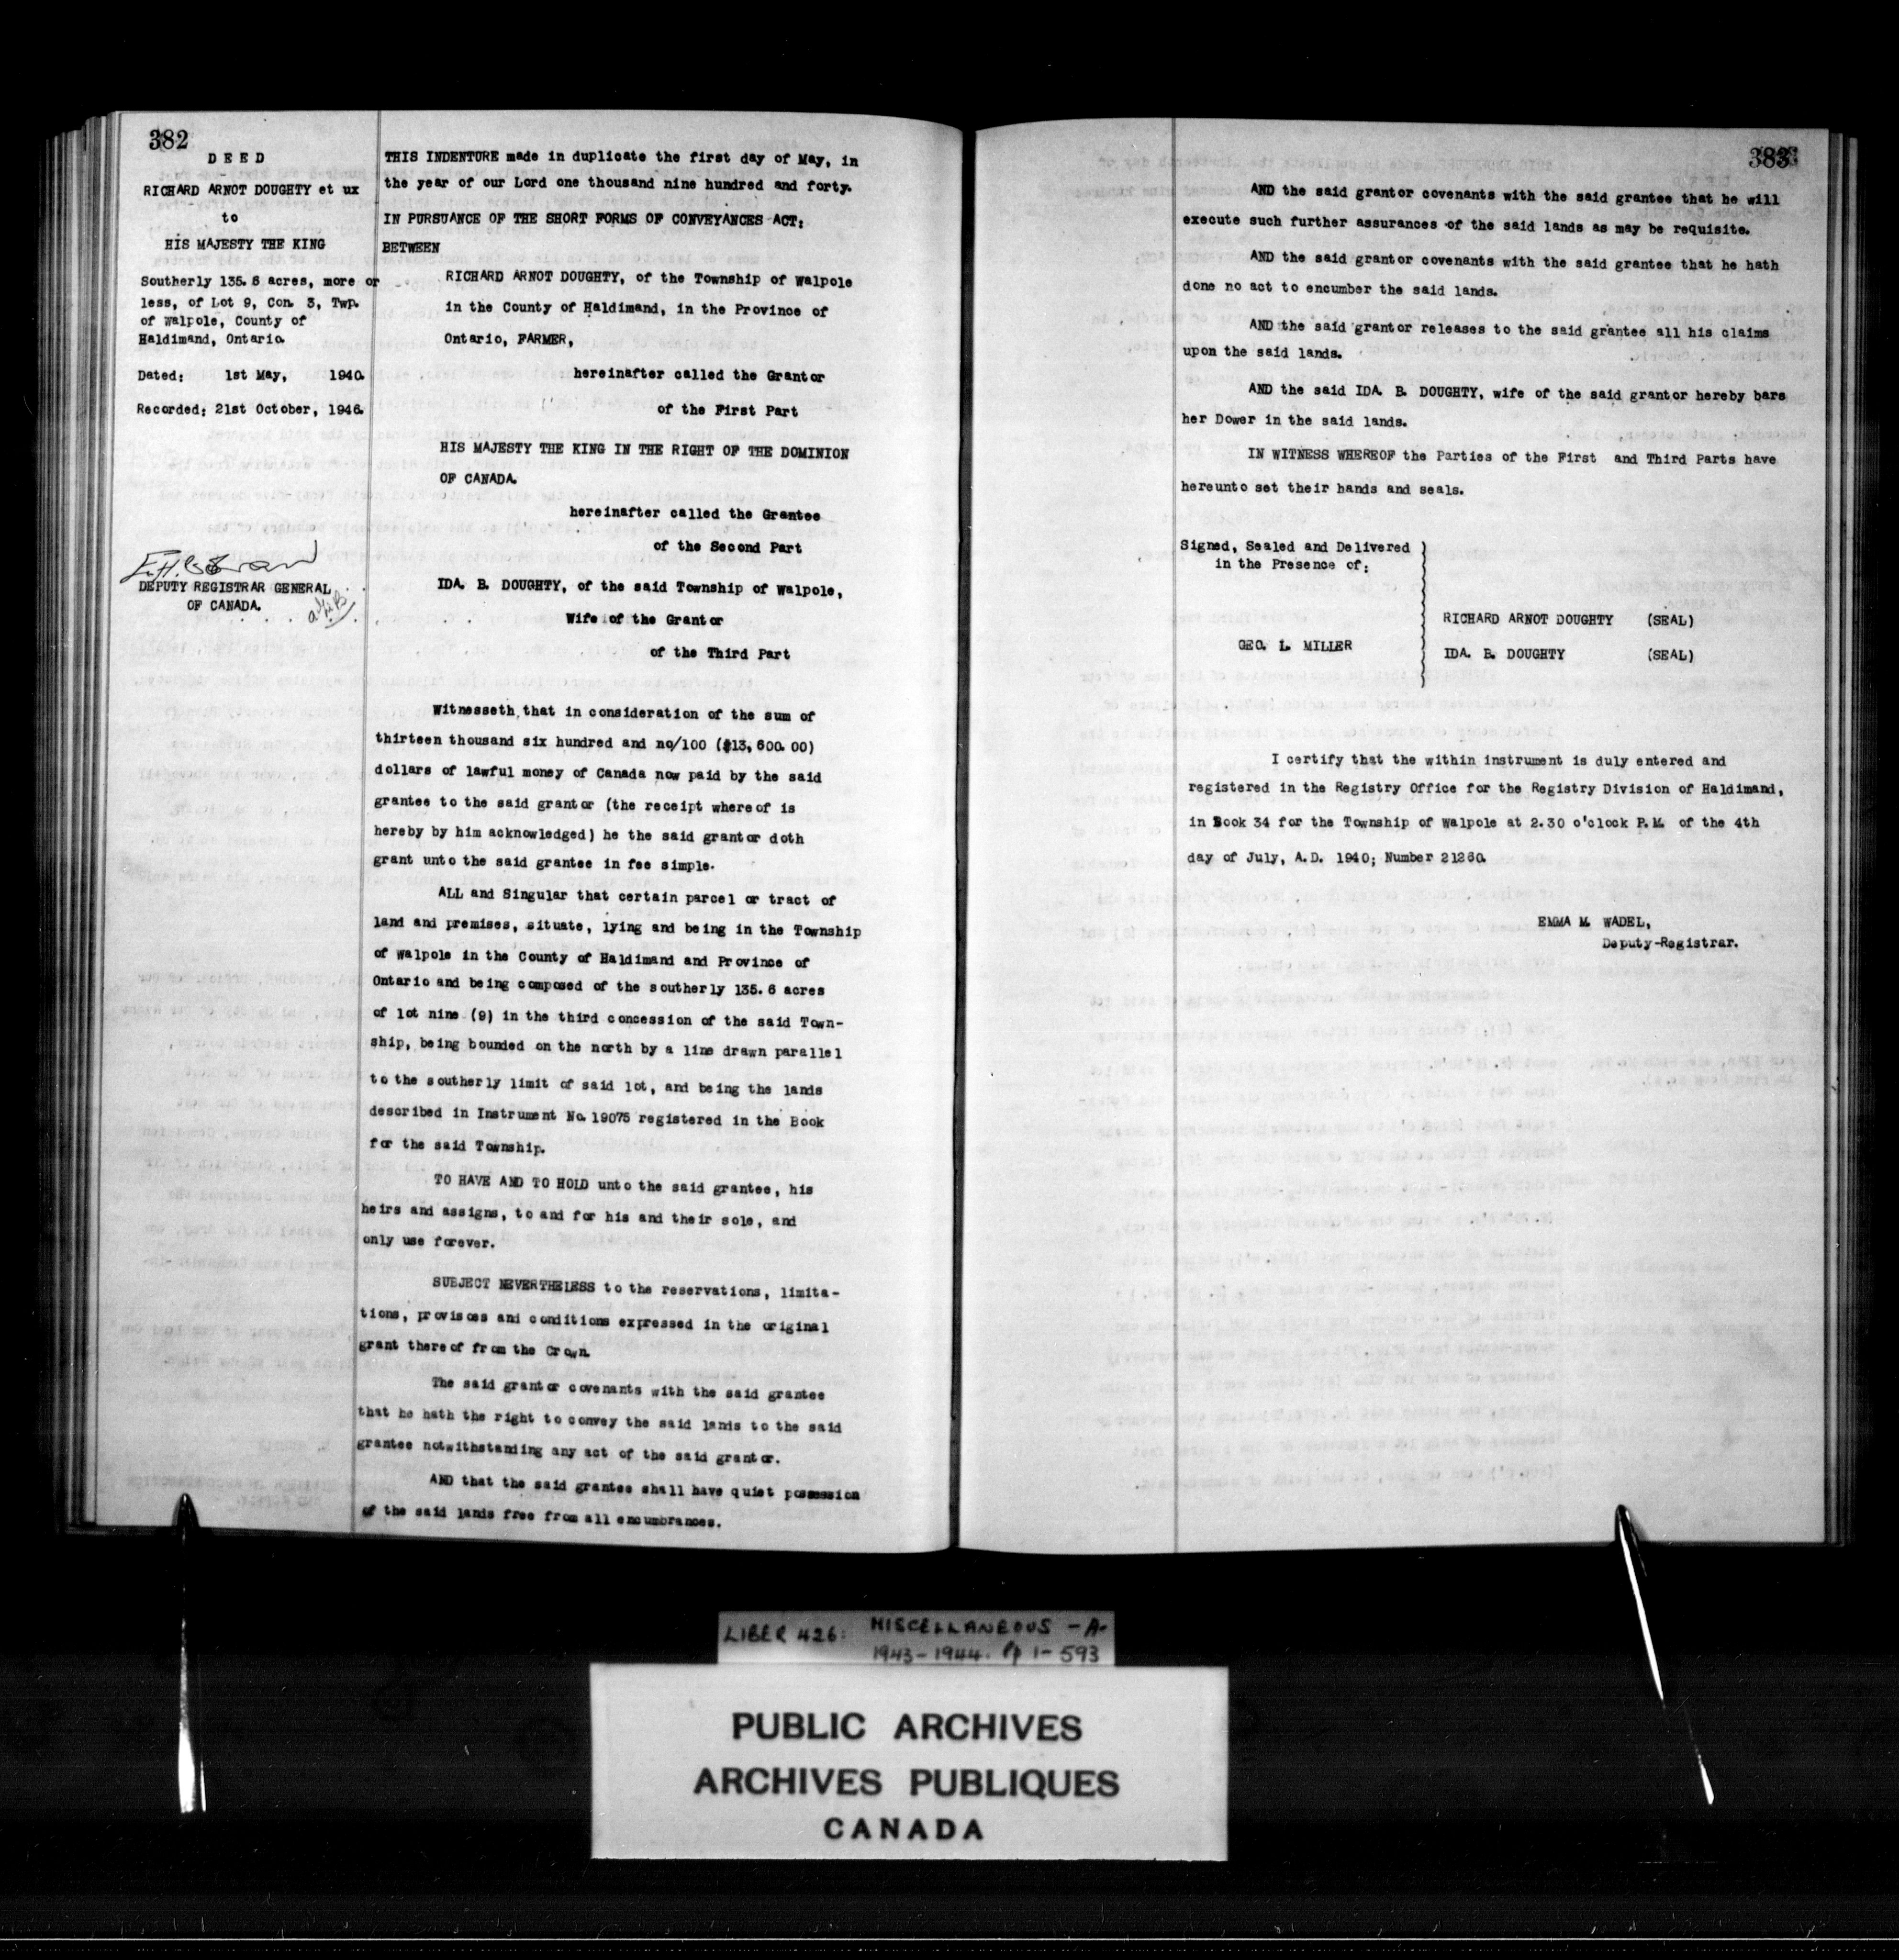 382
D E E D
RICHARD ARNOT DOUGHTY et ux
to
HIS MAJESTY THE KING
Southerly 135.6 acres, more or
less, of Lot 9, Con. 3, Twp.
of Walpole, County of
Haldimand, Ontario.
Dated: 1st May, 1940.
Recorded: 21st October, 1946.
DEPUTY REGISTRAR GENERAL
OF CANADA.
THIS INDENTURE made in duplicate the first day of May, in
the year of our Lord one thousand nine hundred and forty.
IN PURSUANCE OF THE SHORT FORMS OF CONVEYANCES ACT:
BETWEEN
RICHARD ARNOT DOUGHTY, of the Township of Walpole
in the County of Haldimand, in the Province of
Ontario, FARMER,
hereinafter called the Grantor
of the First Part
HIS MAJESTY THE KING IN THE RIGHT OF THE DOMINION
OF CANADA.
hereinafter called the Grantee
of the Second Part
IDA. B. DOUGHTY, of the said Township of Walpole,
Wife of the Grantor
of the Third Part
Witnesseth that in consideration of the sum of
thirteen thousand six hundred and no/100 ($13,600.00)
dollars of lawful money of Canada now paid by the said
grantee to the said grantor (the receipt whereof is
hereby by him acknowledged) he the said grantor doth
grant unto the said grantee in fee simple.
ALL and Singular that certain parcel or tract of
land and premises, situate, lying and being in the Township
of Walpole in the County of Haldimand and Province of
Ontario and being composed of the southerly 135.6 acres
of lot nine (9) in the third concession of the said Town-
ship, being bounded on the north by a line drawn parallel
to the southerly limit of said lot, and being the lands
described in Instrument No. 19075 registered in the Book
for the said Township.
TO HAVE AND TO HOLD unto the said grantee, his
heirs and assigns, to and for his and their sole, and
only use forever.
SUBJECT NEVERTHELESS to the reservations, limita-
tions, provisoes and conditions expressed in the original
grant thereof from the Crown.
The said grantor covenants with the said grantee
that he hath the right to convey the said lands to the said
grantee notwithstanding any act of the said grantor.
AND that the said grantee shall have quiet possession
of the said lands free from all encumbrances.
383
AND the said grantor covenants with the said grantee that he will
execute such further assurances of the said lands as may be requisite.
AND the said grantor covenants with the said grantee that he hath
done no act to encumber the said lands.
AND the said grantor releases to the said grantee all his claims
upon the said lands.
AND the said IDA. B. DOUGHTY, wife of the said grantor hereby bars
her Dower in the said lands.
IN WITNESS WHEREOF the Parties of the First and Third Parts have
hereunto set their hands and seals.
Signed, Sealed and Delivered
in the Presence of:
RICHARD ARNOT DOUGHTY (SEAL)
GEO. L. MILLER
IDA. B. DOUGHTY (SEAL)
I certify that the within instrument is duly entered and
registered in the Registry Office for the Registry Division of Haldimand,
in Book 34 for the Township of Walpole at 2.30 o'clock P.M. of the 4th
day of July, A.D. 1940; Number 21260.
EMMA M. WADEL,
Deputy-Registrar.
LIBER 426: MISCELLANEOUS -A-
1943-1944. Pp 1-593
PUBLIC ARCHIVES
ARCHIVES PUBLIQUES
CANADA